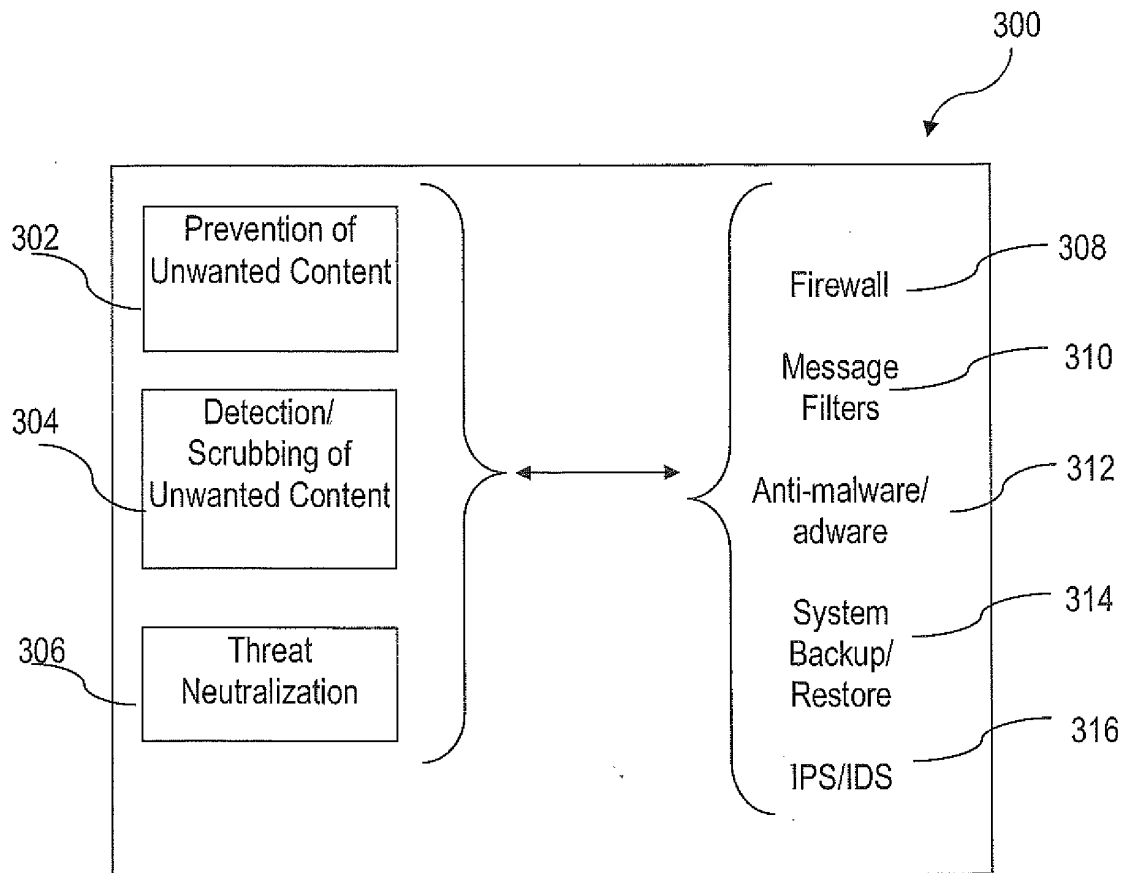 300
302
Prevention of
Unwanted Content
304
Detection/
Scrubbing of
Unwanted Content
306
Threat
Neutralization
Firewall
308
Message
Filters
310
Anti-malware/
adware
312
System
Backup/
Restore
314
IPS/IDS
316